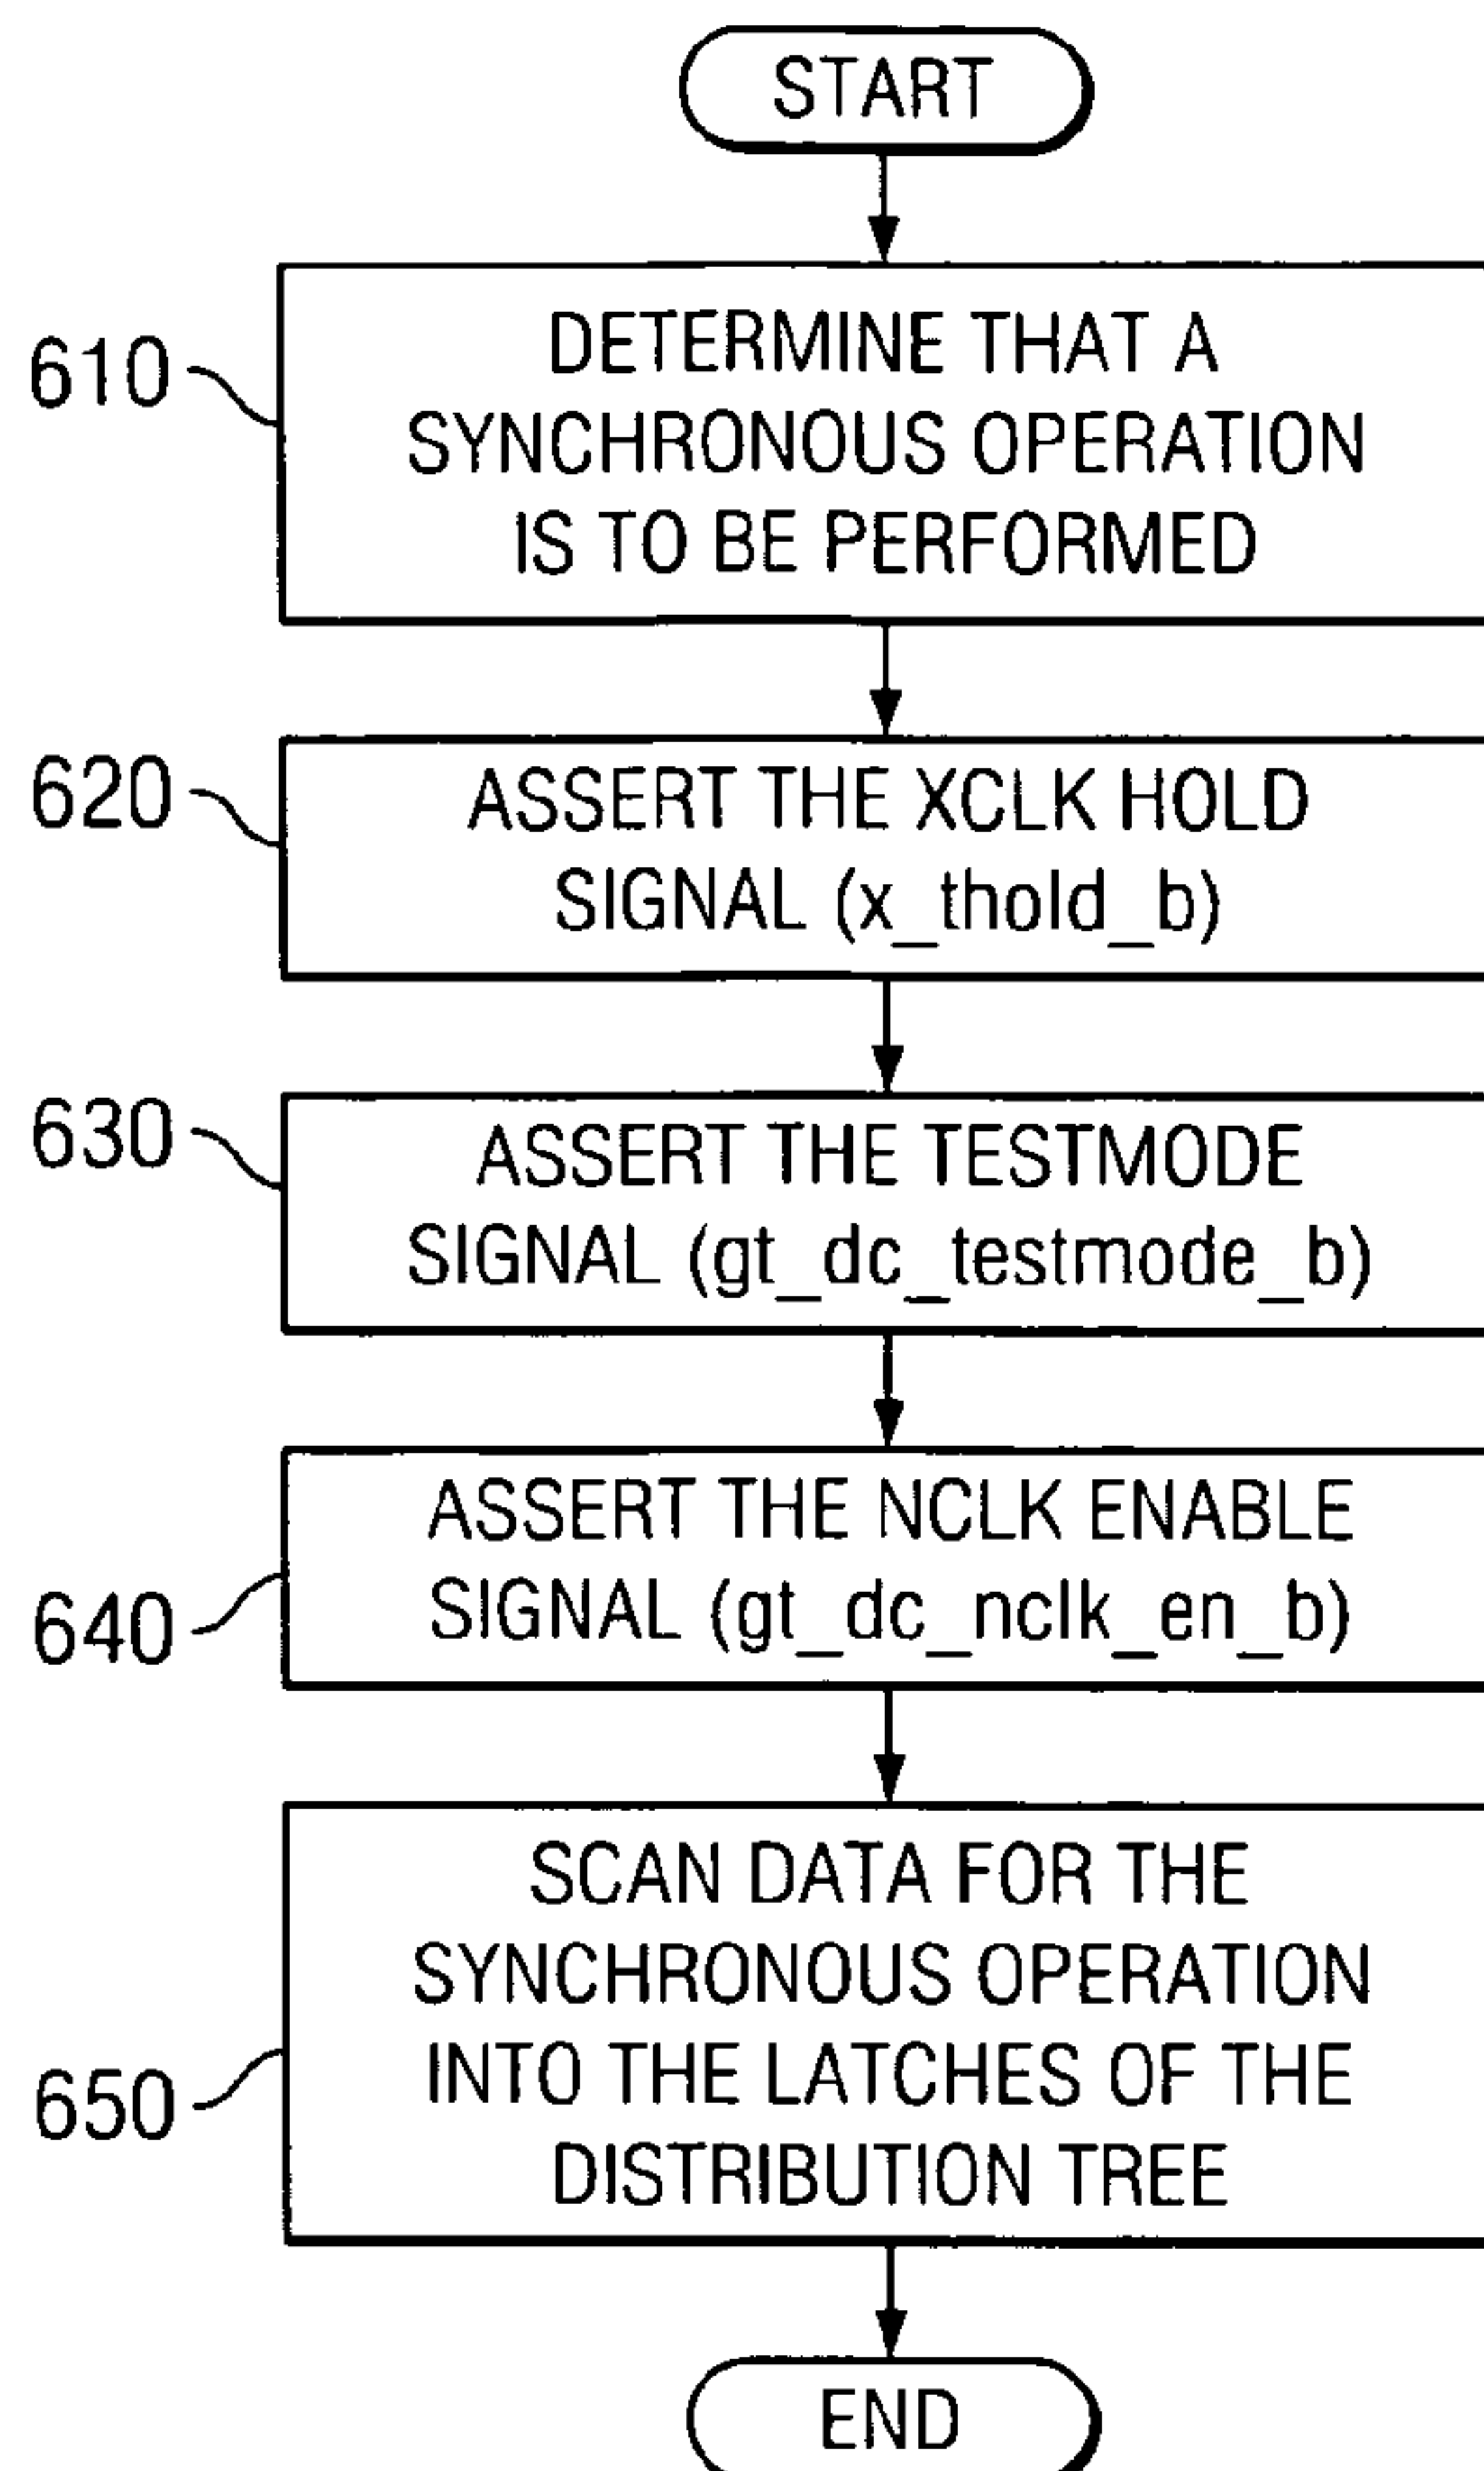 START
610
DETERMINE THAT A
SYNCHRONOUS OPERATION
IS TO BE PERFORMED
620
ASSERT THE XCLK HOLD
SIGNAL (x_thold_b)
630
ASSERT THE TESTMODE
SIGNAL (gt_dc_testmode_b)
640
ASSERT THE NCLK ENABLE
SIGNAL (gt_dc_nclk_en_b)
650
SCAN DATA FOR THE
SYNCHRONOUS OPERATION
INTO THE LATCHES OF THE
DISTRIBUTION TREE
END